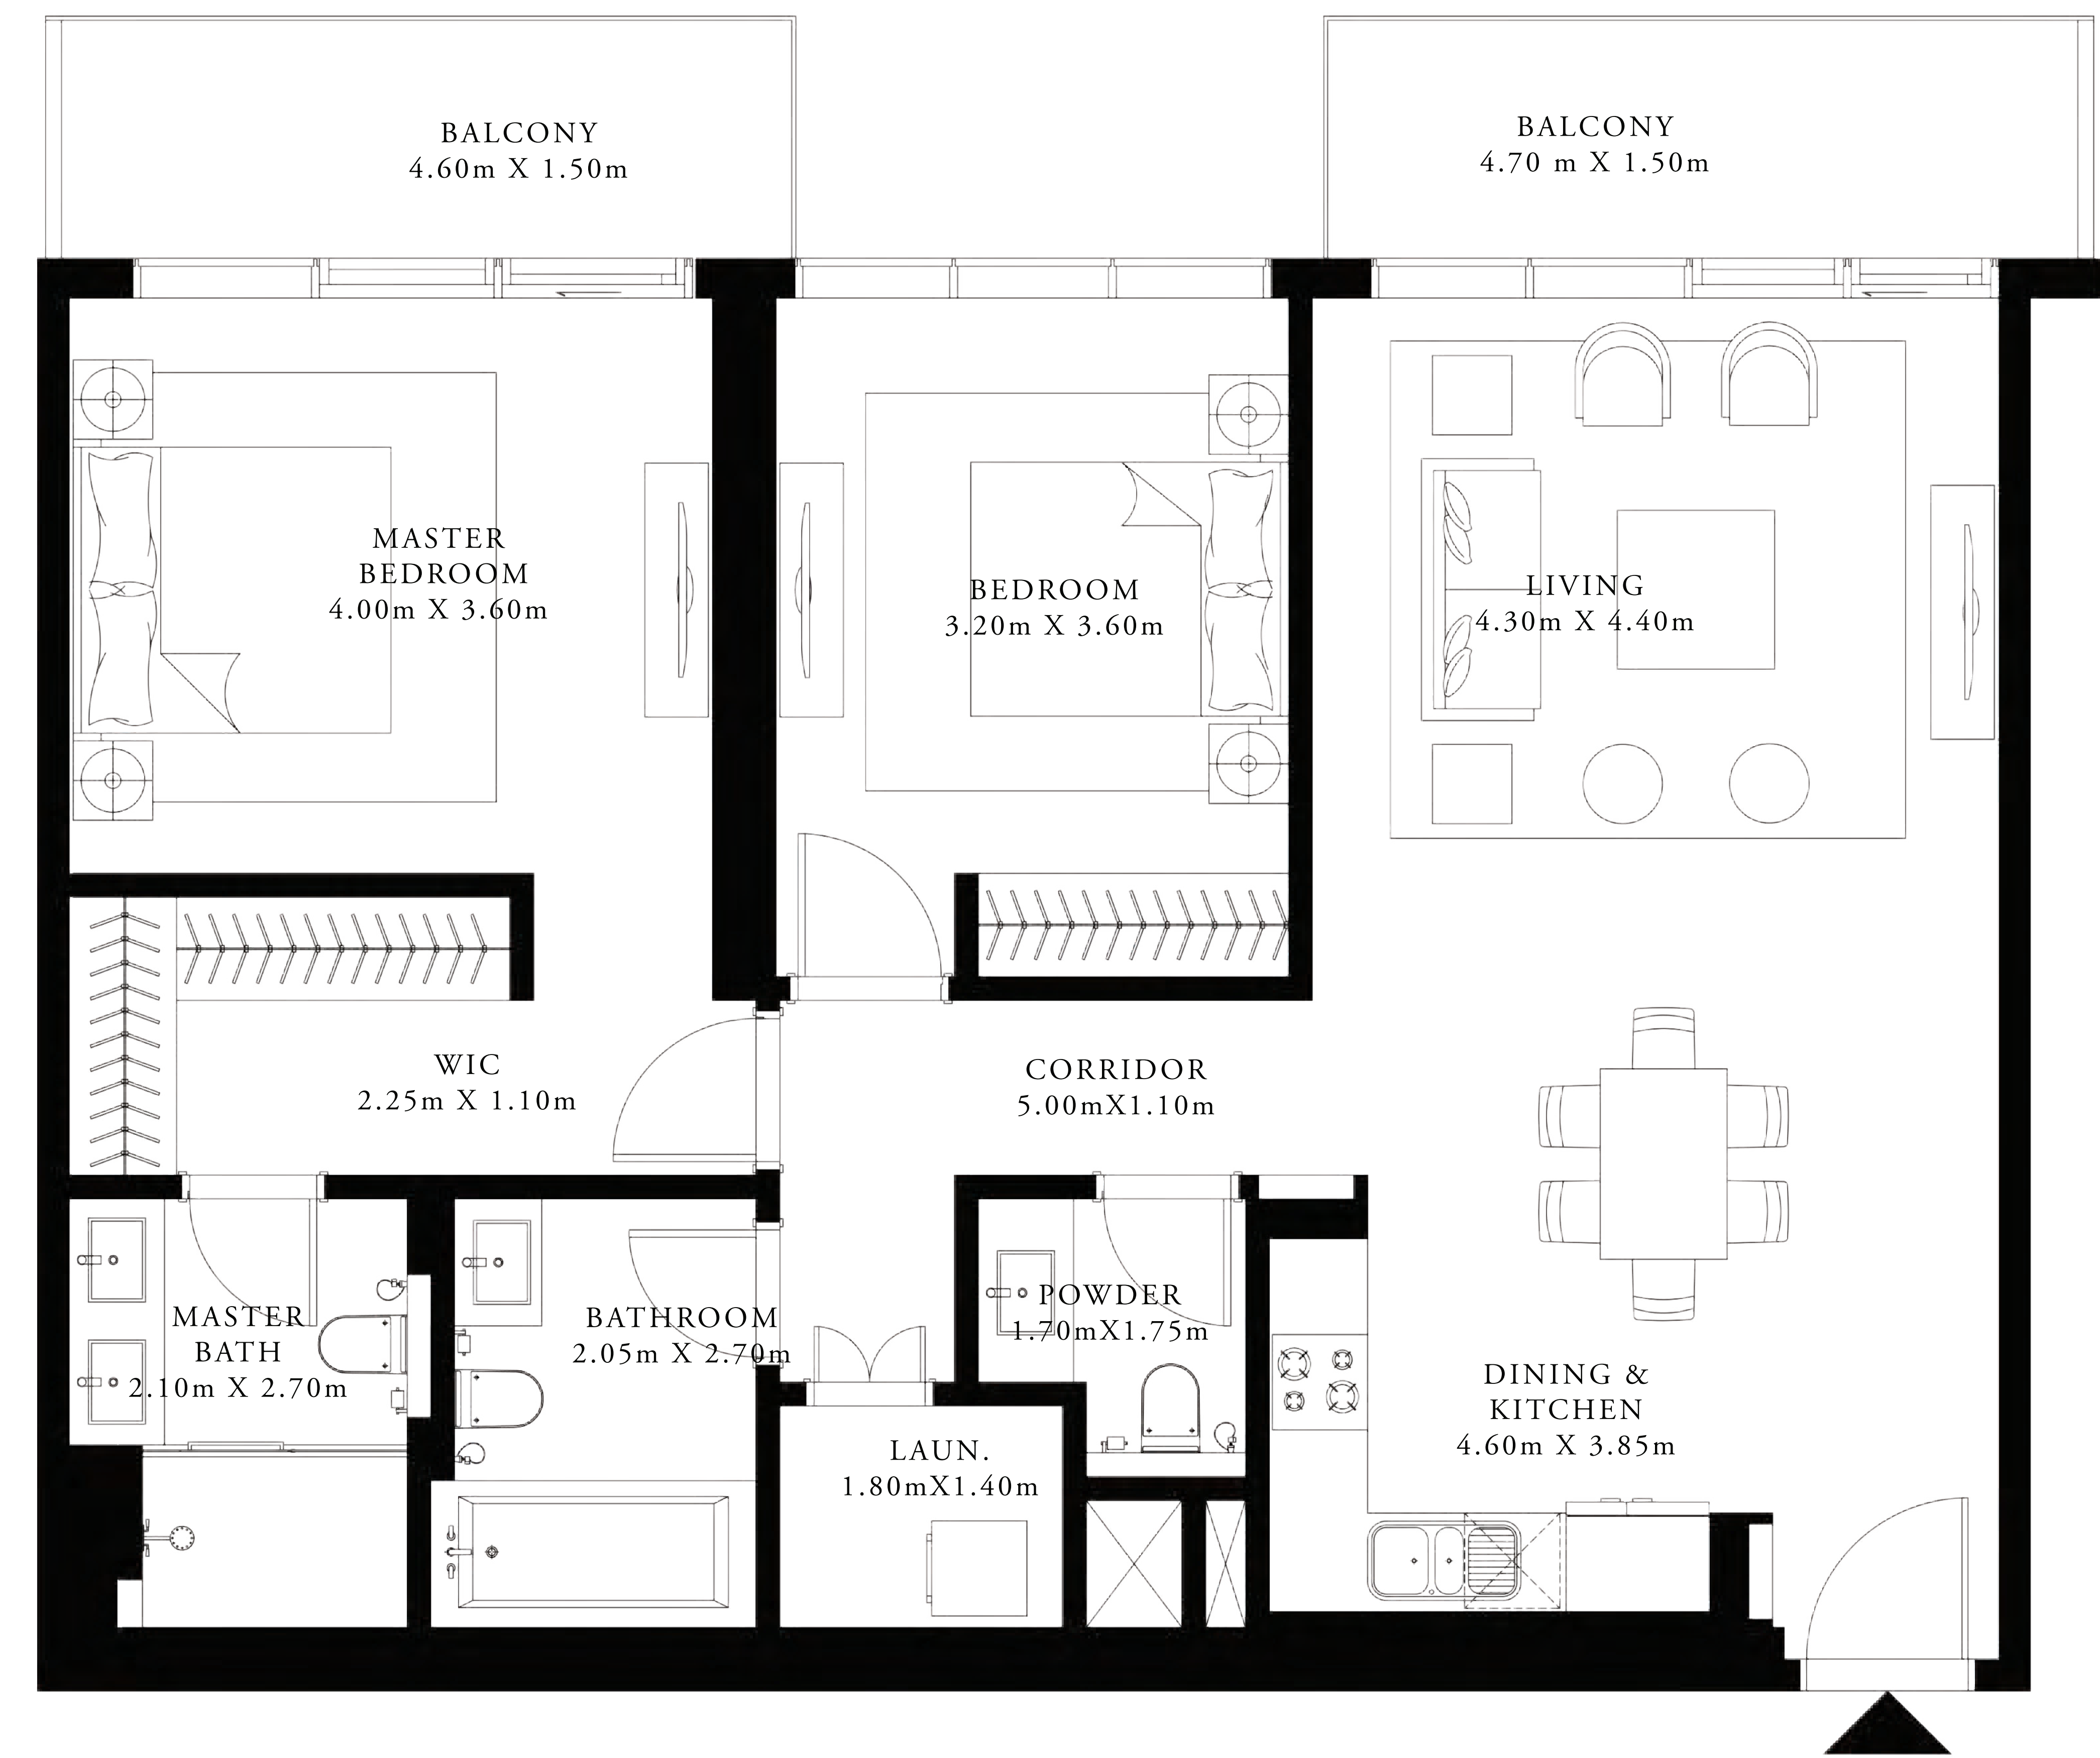 BALCONY
4.60m X 1.50m
BALCONY
4.70 m X 1.50m
MASTER
BEDROOM
4.00m X 3.60m
BEDROOM
3.20m X 3.60m
LIVING
4.30m X 4.40m
WIC
2.25m X 1.10m
CORRIDOR
5.00mX1.10m
MASTER
BATH
2.10m X 2.70m
BATHROOM
2.05m X 2.70m
POWDER
1.70mX1.75m
LAUN.
1.80mX1.40m
DINING &
KITCHEN
4.60m X 3.85m